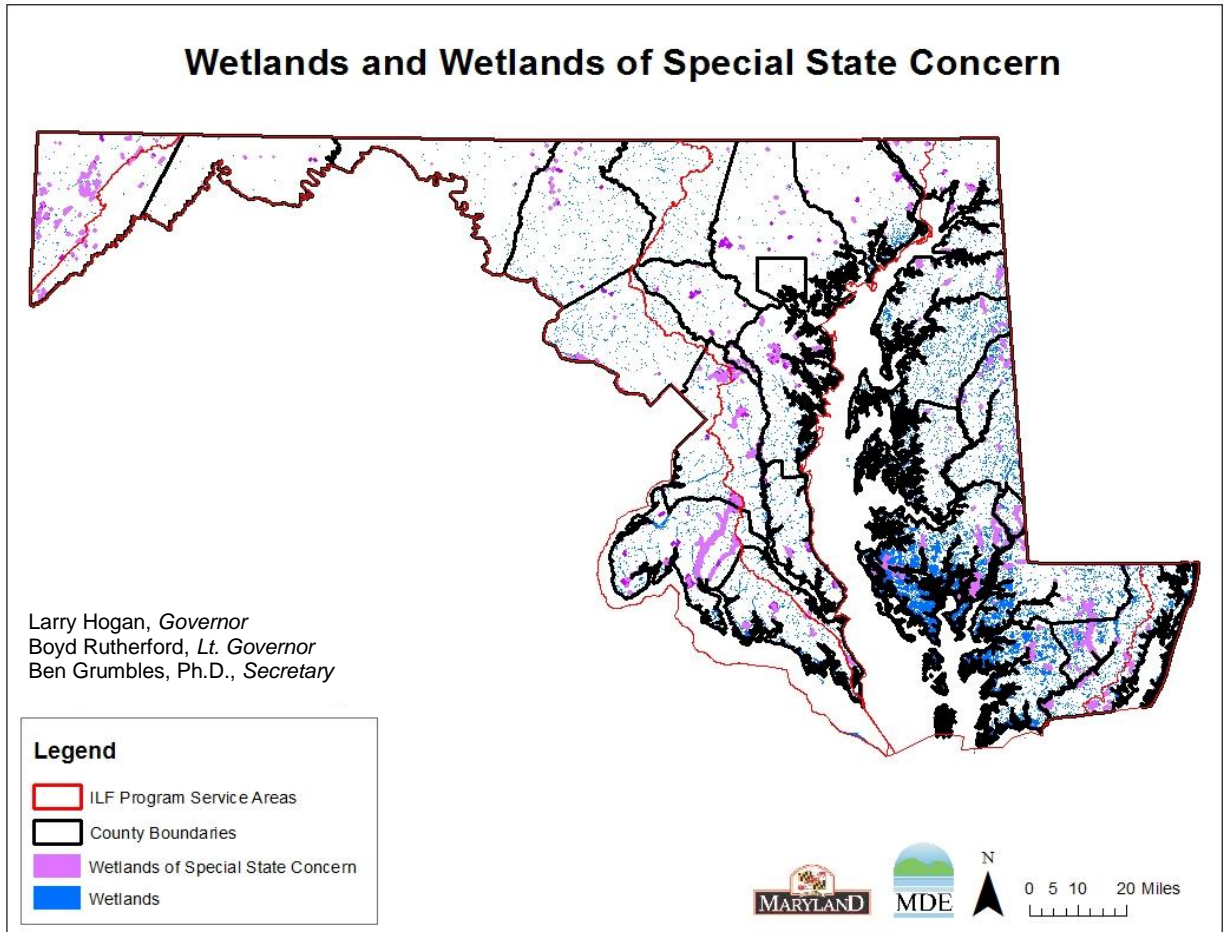 Wetlands and Wetlands of Special State Concern
Larry Hogan, Governor
Boyd Rutherford, Lt. Governor
Ben Grumbles, Ph.D., Secretary
Legend
ILF Program Service Areas
County Boundaries
Wetlands of Special State Concern
Wetlands
MARYLAND
MDE
N
0 5 10 20 Miles